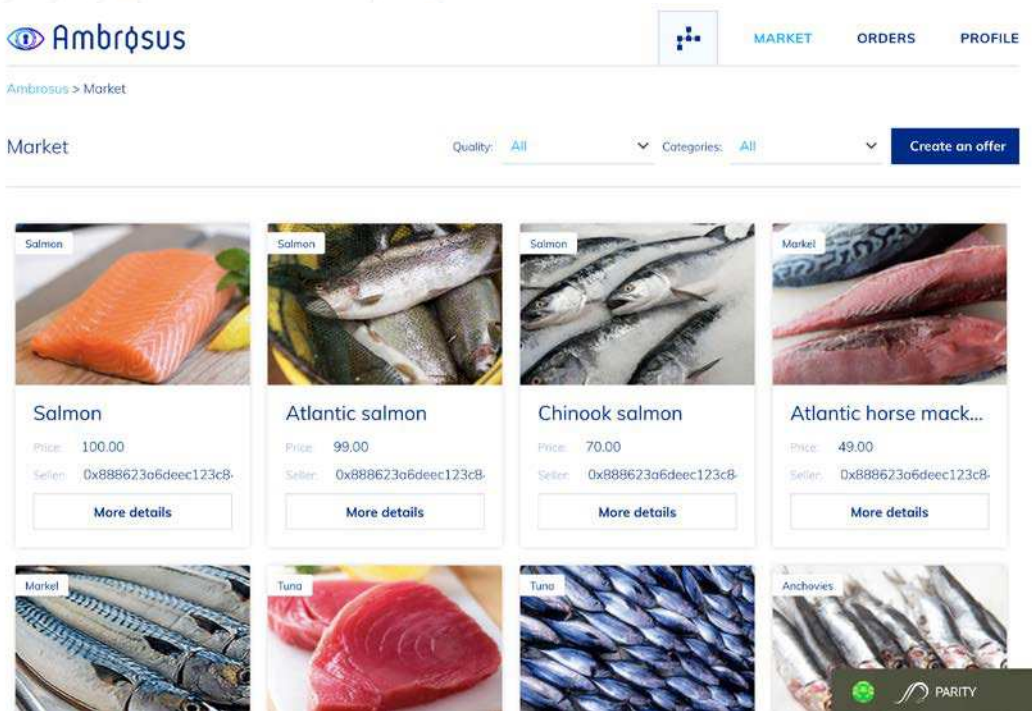 Ambrosus
MARKET ORDERS PROFILE
Ambrosus > Market
Market Quality: All Categories: All Create an offer
Salmon Salmon Salmon Markel
Salmon Atlantic salmon Chinook salmon Atlantic horse mack...
Price: 100.00 Price: 99.00 Price: 70.00 Price: 49.00
Seller: 0x888623a6deec123c8 Seller: 0x888623a6deec123c8 Seller: 0x888623a6deec123c8 Seller: 0x888623a6deec123c8
More details More details More details More details
Markel Tuna Tuna Anchovies
PARITY